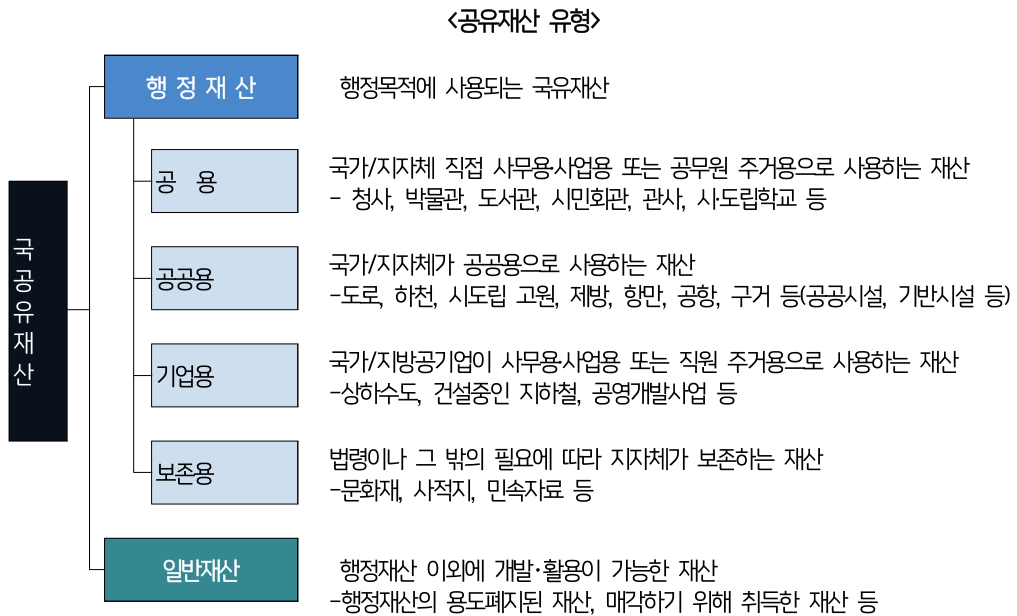 <공유재산 유형>
국공유재산
행 정 재 산
행정목적에 사용되는 국유재산
공 용
국가/지자체 직접 사무용·사업용 또는 공무원 주거용으로 사용하는 재산
- 청사, 박물관, 도서관, 시민회관, 관사, 시·도립학교 등
공공용
국가/지자체가 공공용으로 사용하는 재산
-도로, 하천, 시도립 고원, 제방, 항만, 공항, 구거 등(공공시설, 기반시설 등)
기업용
국가/지방공기업이 사무용·사업용 또는 직원 주거용으로 사용하는 재산
-상하수도, 건설중인 지하철, 공영개발사업 등
보존용
법령이나 그 밖의 필요에 따라 지자체가 보존하는 재산
-문화재, 사적지, 민속자료 등
일반재산
행정재산 이외에 개발·활용이 가능한 재산
-행정재산의 용도폐지된 재산, 매각하기 위해 취득한 재산 등